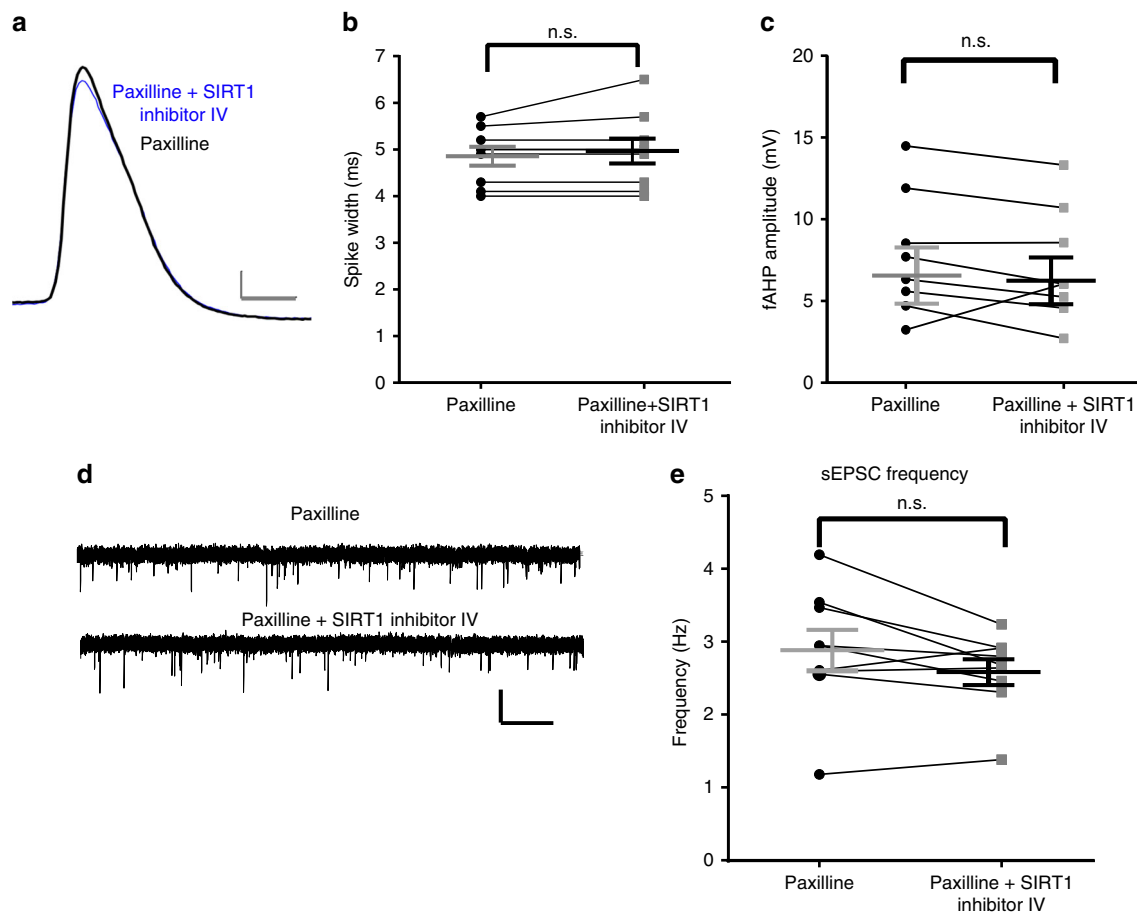 a
Paxilline + SIRT1
inhibitor IV
Paxilline
b
n.s.
7
6
5
4
3
2
1
0
Spike width (ms)
Paxilline
Paxilline+SIRT1
inhibitor IV
c
n.s.
20
15
10
5
0
fAHP amplitude (mV)
Paxilline
Paxilline + SIRT1
inhibitor IV
d
Paxilline
Paxilline + SIRT1 inhibitor IV
e
sEPSC frequency
n.s.
5
4
3
2
1
0
Frequency (Hz)
Paxilline
Paxilline + SIRT1
inhibitor IV